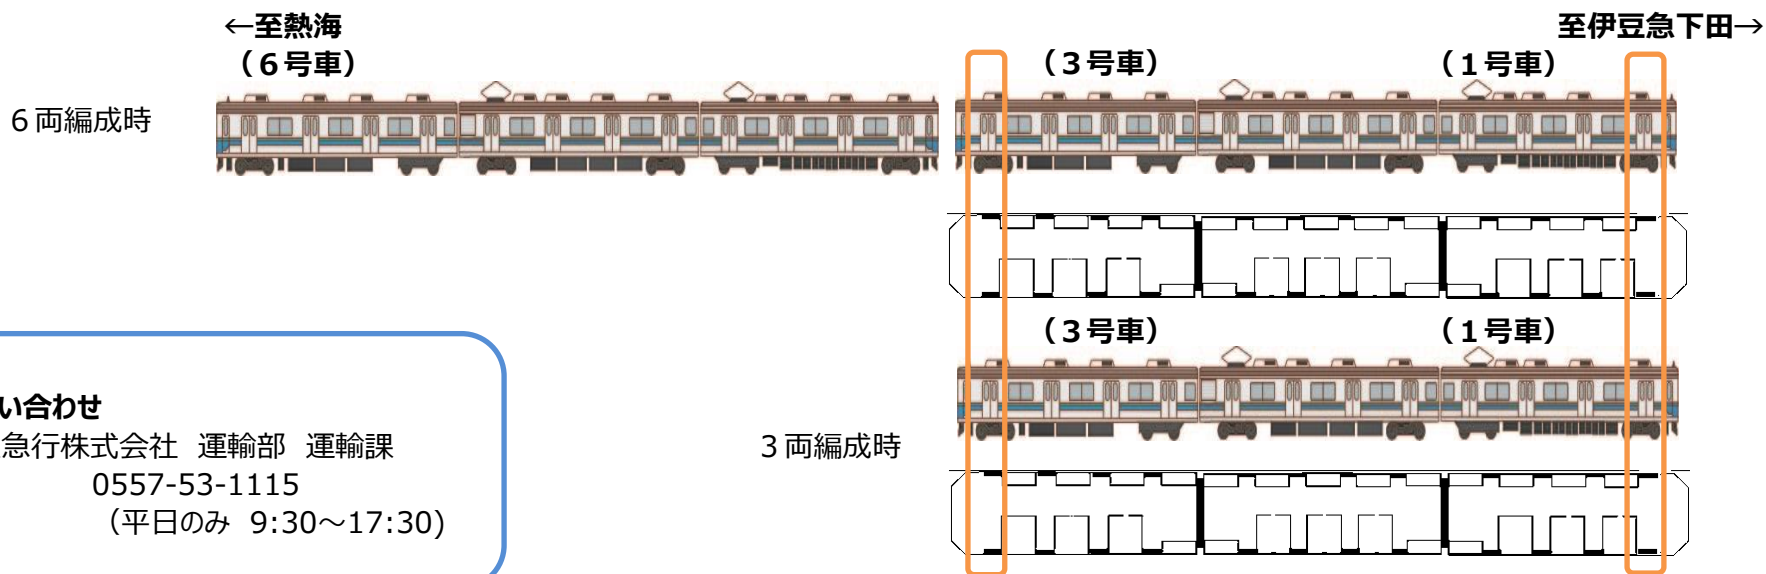 ←至熱海
至伊豆急下田→
（６号車）
（３号車）
（１号車）
６両編成時
（３号車）
（１号車）
い合わせ
急行株式会社 運輸部 運輸課
0557-53-1115
（平日のみ 9:30～17:30)
３両編成時